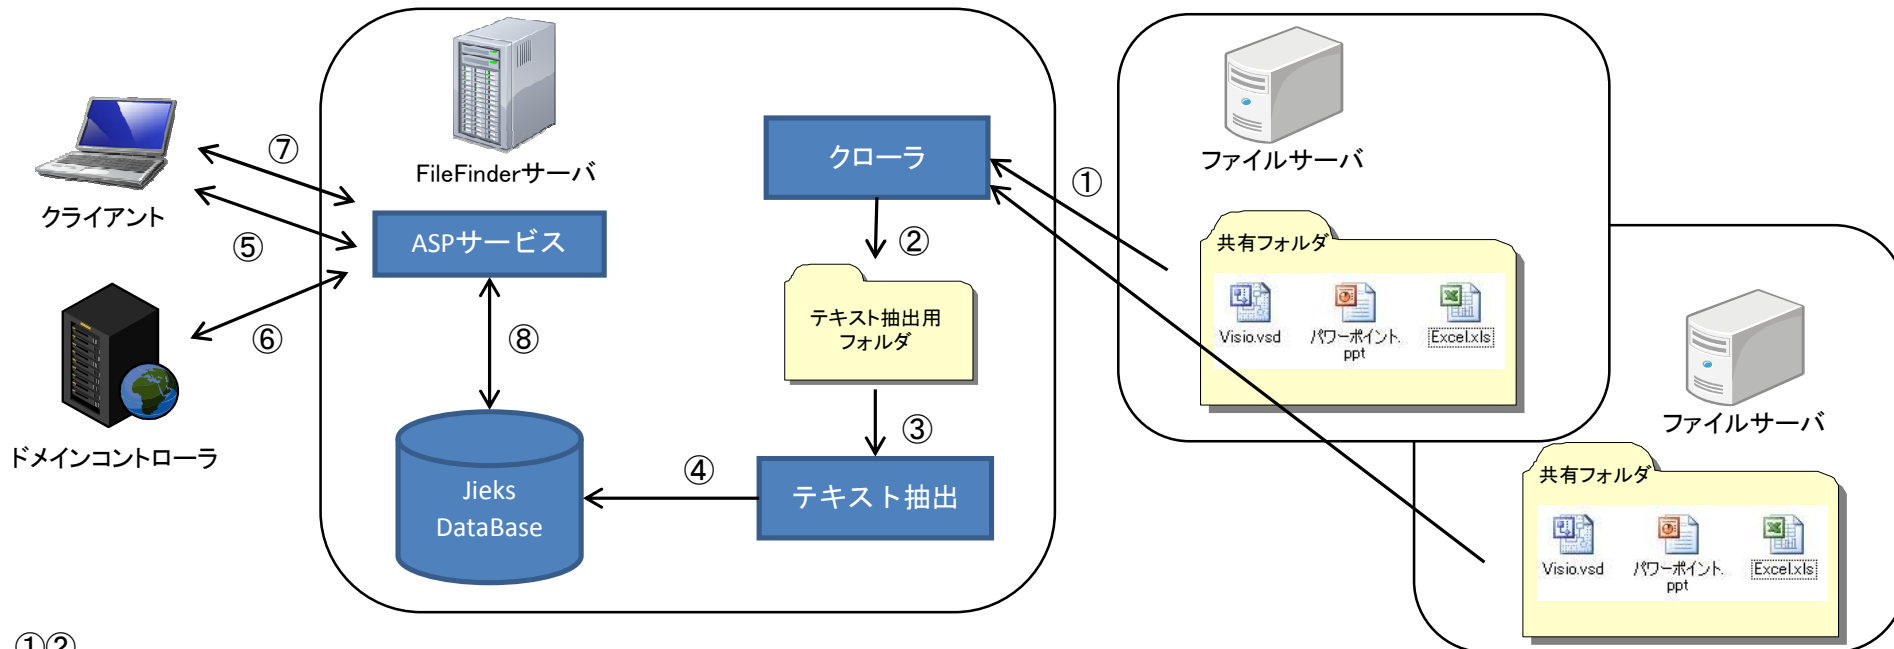 クライアント
⑦
⑤
⑥
ドメインコントローラ
FileFinderサーバ
ASPサービス
⑧
Jieks
DataBase
クローラ
②
テキスト抽出用
フォルダ
③
テキスト抽出
④
①
ファイルサーバ
共有フォルダ
Visio.vsd
パワーポイント.
ppt
Excel.xls
ファイルサーバ
共有フォルダ
Visio.vsd
パワーポイント.
ppt
Excel.xls
①②